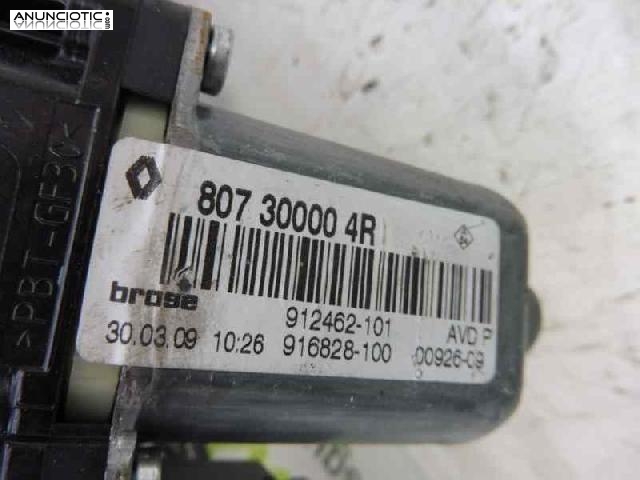 ANUNCIOTIC
.com
>PBT-GF30<
807 30000 4R
brose
912462-101
AVD P
30.03.09 10:26 916828-100 00926-09